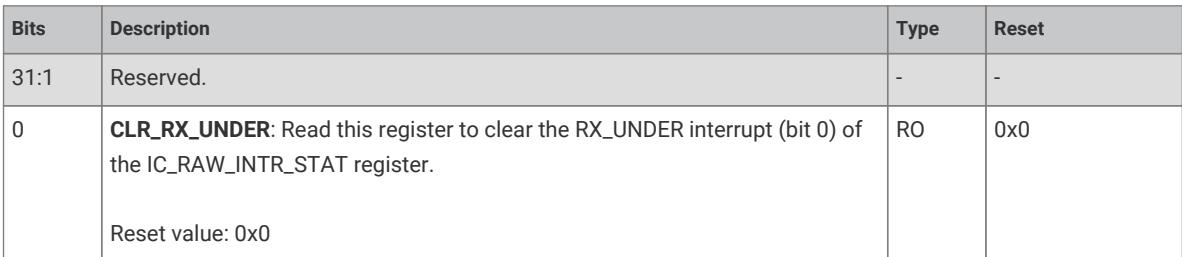 Bits Description Type Reset
31:1 Reserved. - -
0 CLR_RX_UNDER: Read this register to clear the RX_UNDER interrupt (bit 0) of RO 0x0
the IC_RAW_INTR_STAT register.
Reset value: 0x0